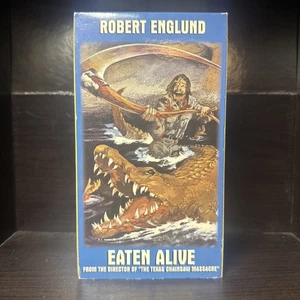 ROBERT ENGLUND
EATEN ALIVE
FROM THE DIRECTOR OF "THE TEXAS CHAINSAW MASSACRE"